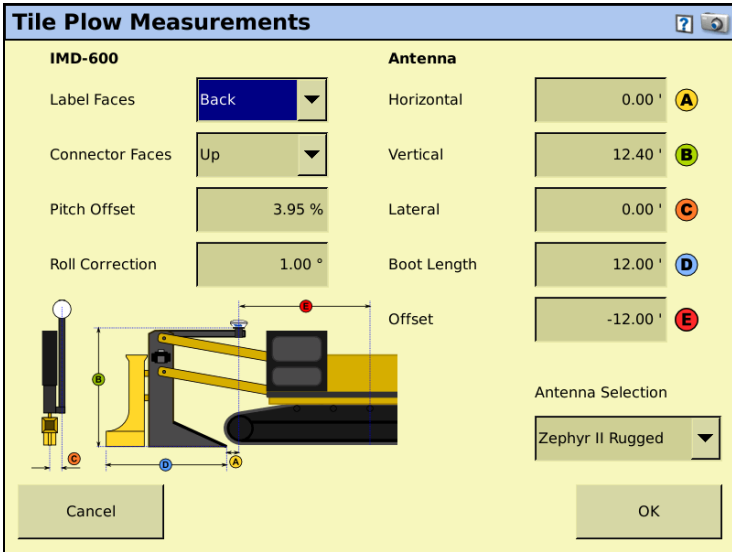 Tile Plow Measurements
IMD-600
Antenna
Label Faces Back
Horizontal 0.00 ' A
Connector Faces Up
Vertical 12.40 ' B
Pitch Offset 3.95 %
Lateral 0.00 ' C
Roll Correction 1.00 °
Boot Length 12.00 ' D
Offset -12.00 ' E
E
B
C
D
A
Antenna Selection
Zephyr II Rugged
Cancel
OK